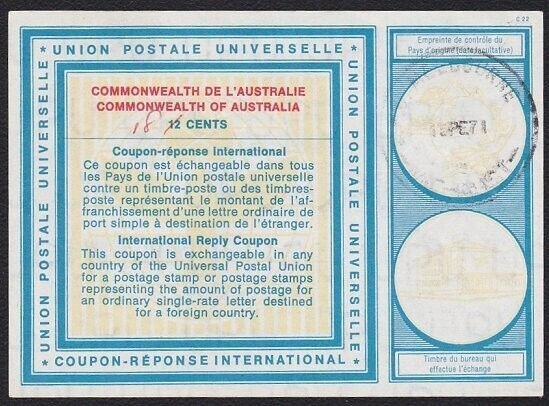 C 22
* UNION POSTALE UNIVERSELLE *
UNION POSTALE UNIVERSELLE
COMMONWEALTH DE L'AUSTRALIE
COMMONWEALTH OF AUSTRALIA
18
12 CENTS
Coupon-réponse international
Ce coupon est échangeable dans tous
les Pays de l'Union postale universelle
contre un timbre-poste ou des timbres-
poste représentant le montant de l'af-
franchissement d'une lettre ordinaire de
port simple à destination de l'étranger.
International Reply Coupon
This coupon is exchangeable in any
country of the Universal Postal Union
for a postage stamp or postage stamps
representing the amount of postage for
an ordinary single-rate letter destined
for a foreign country.
UNION POSTALE UNIVERSELLE
* COUPON-RÉPONSE INTERNATIONAL *
Empreinte de contrôle du
Pays d'origine (date facultative)
MELBOURNE
Timbre du bureau qui
effectue l'échange